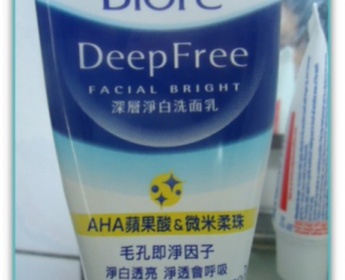 Bioré
DeepFree
FACIAL BRIGHT
深層淨白洗面乳
AHA蘋果酸&微米柔珠
毛孔即淨因子
淨白透亮 淨透會呼吸